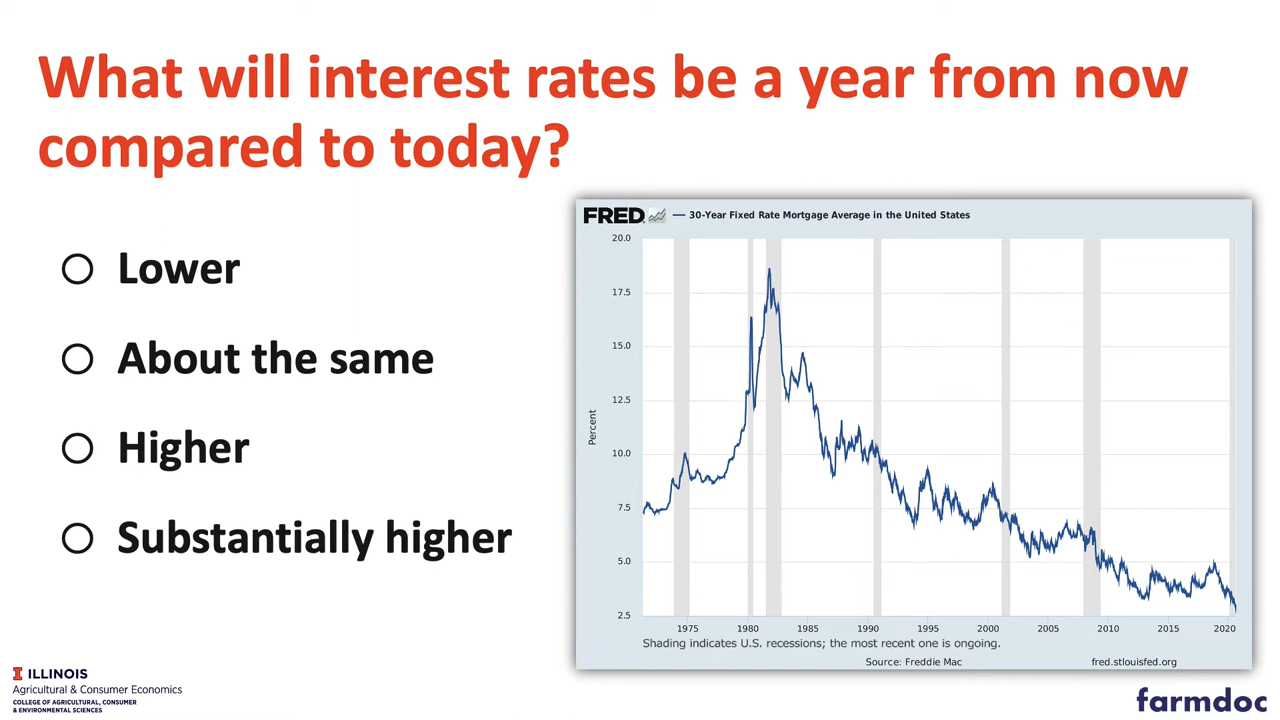 What will interest rates be a year from now
compared to today?
Lower
About the same
Higher
Substantially higher
FRED
30-Year Fixed Rate Mortgage Average in the United States
20.0
17.5
15.0
12.5
10.0
7.5
5.0
2.5
Percent
1975 1980 1985 1990 1995 2000 2005 2010 2015 2020
Shading indicates U.S. recessions; the most recent one is ongoing.
Source: Freddie Mac fred.stlouisfed.org
I ILLINOIS
Agricultural & Consumer Economics
COLLEGE OF AGRICULTURAL, CONSUMER
& ENVIRONMENTAL SCIENCES
farmdoc